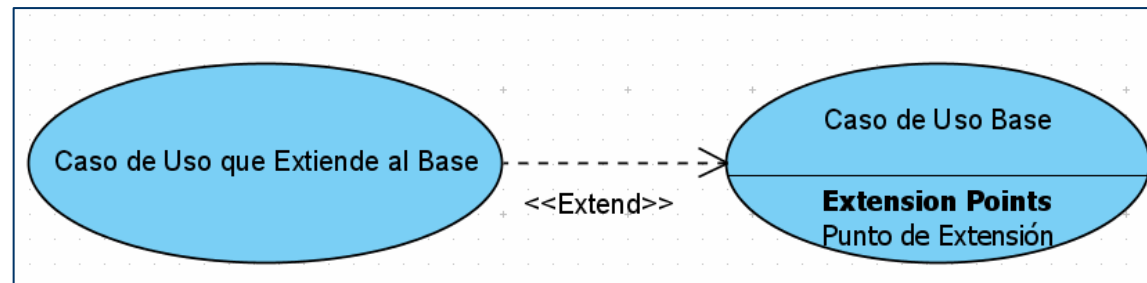 Caso de Uso que Extiende al Base
<<Extend>>
Caso de Uso Base
Extension Points
Punto de Extensión